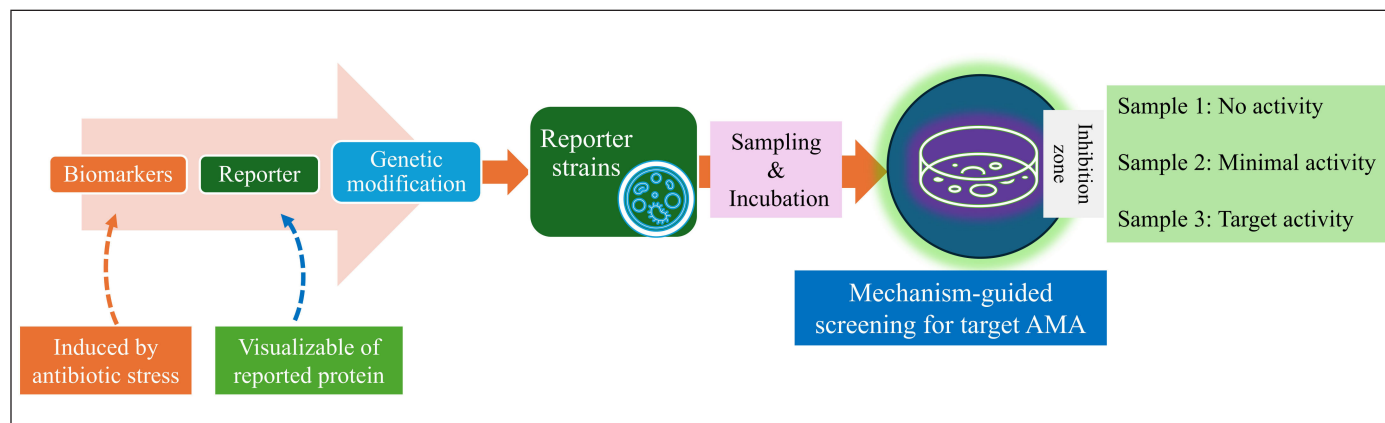 Biomarkers
Reporter
Genetic
modification
Reporter
strains
Sampling
&
Incubation
Inhibition
zone
Sample 1: No activity
Sample 2: Minimal activity
Sample 3: Target activity
Mechanism-guided
screening for target AMA
Induced by
antibiotic stress
Visualizable of
reported protein